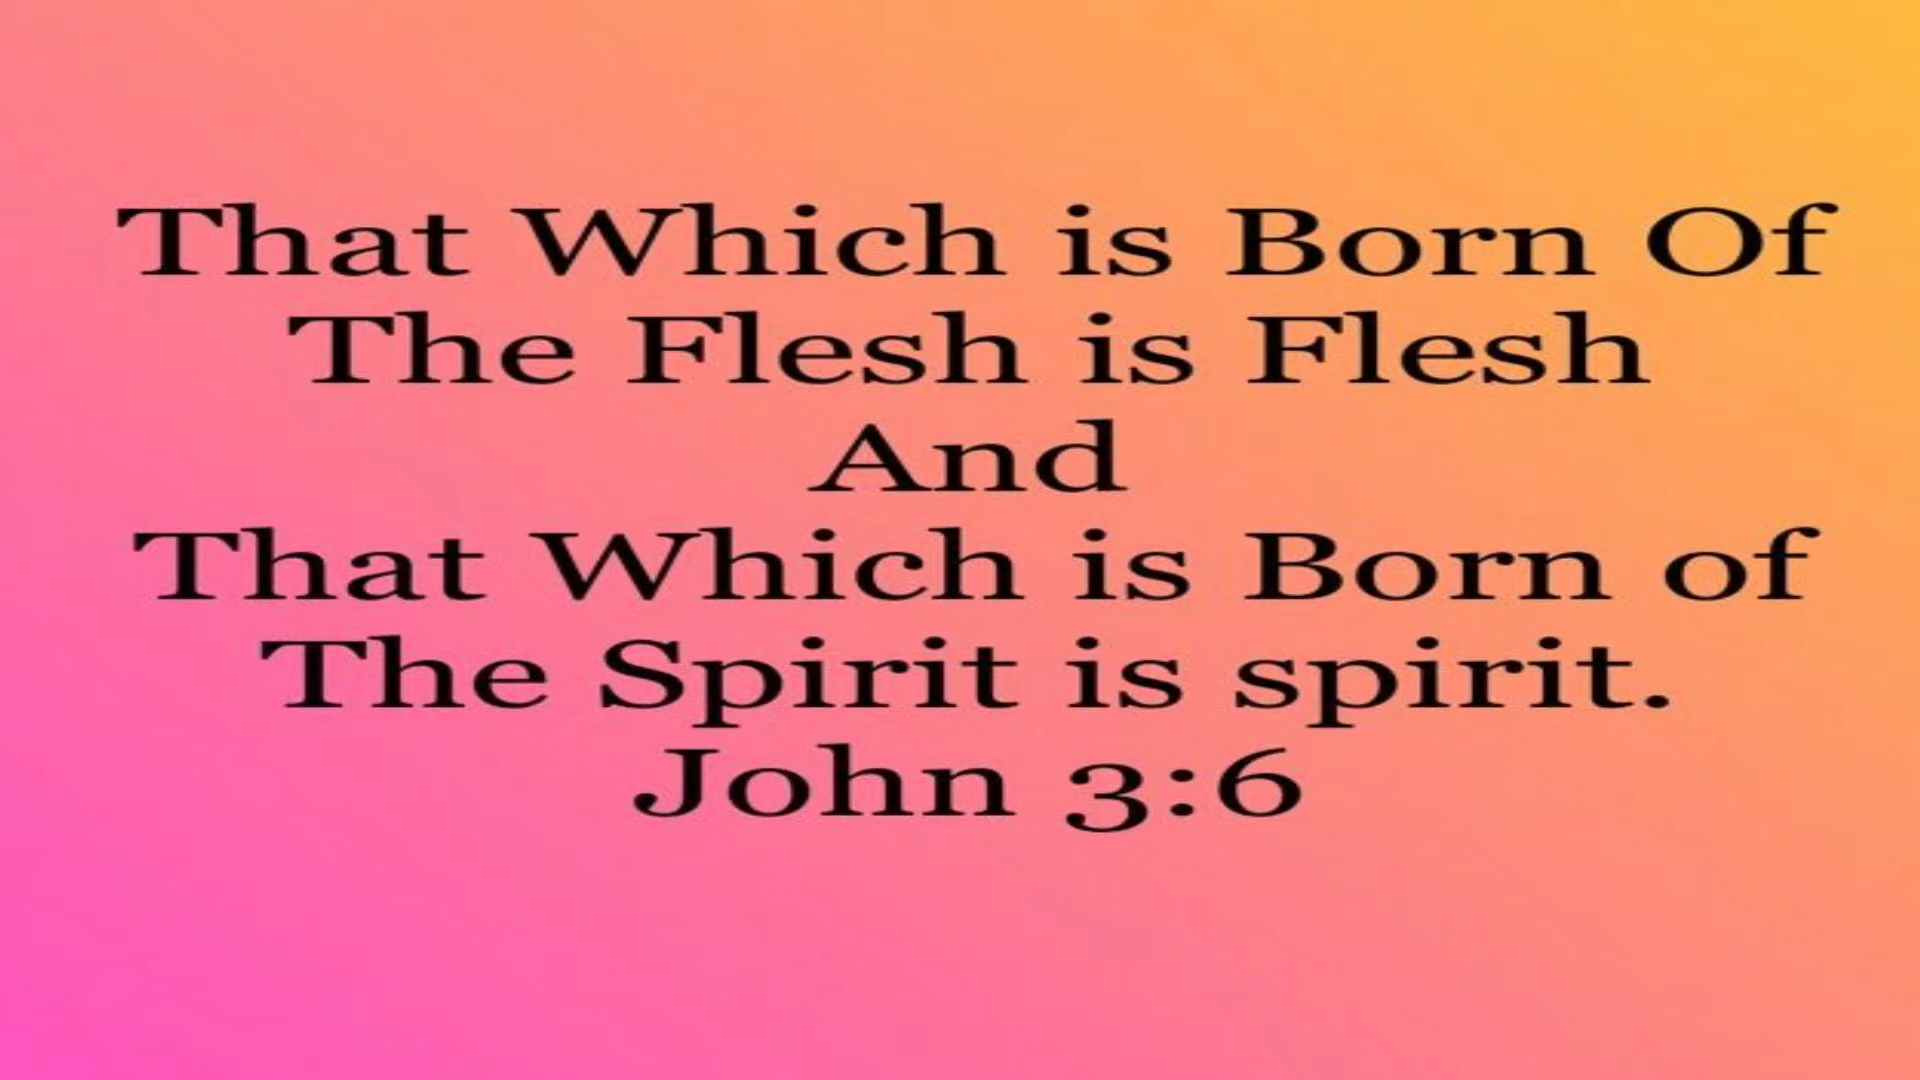 That Which is Born Of
The Flesh is Flesh
And
That Which is Born of
The Spirit is spirit.
John 3:6